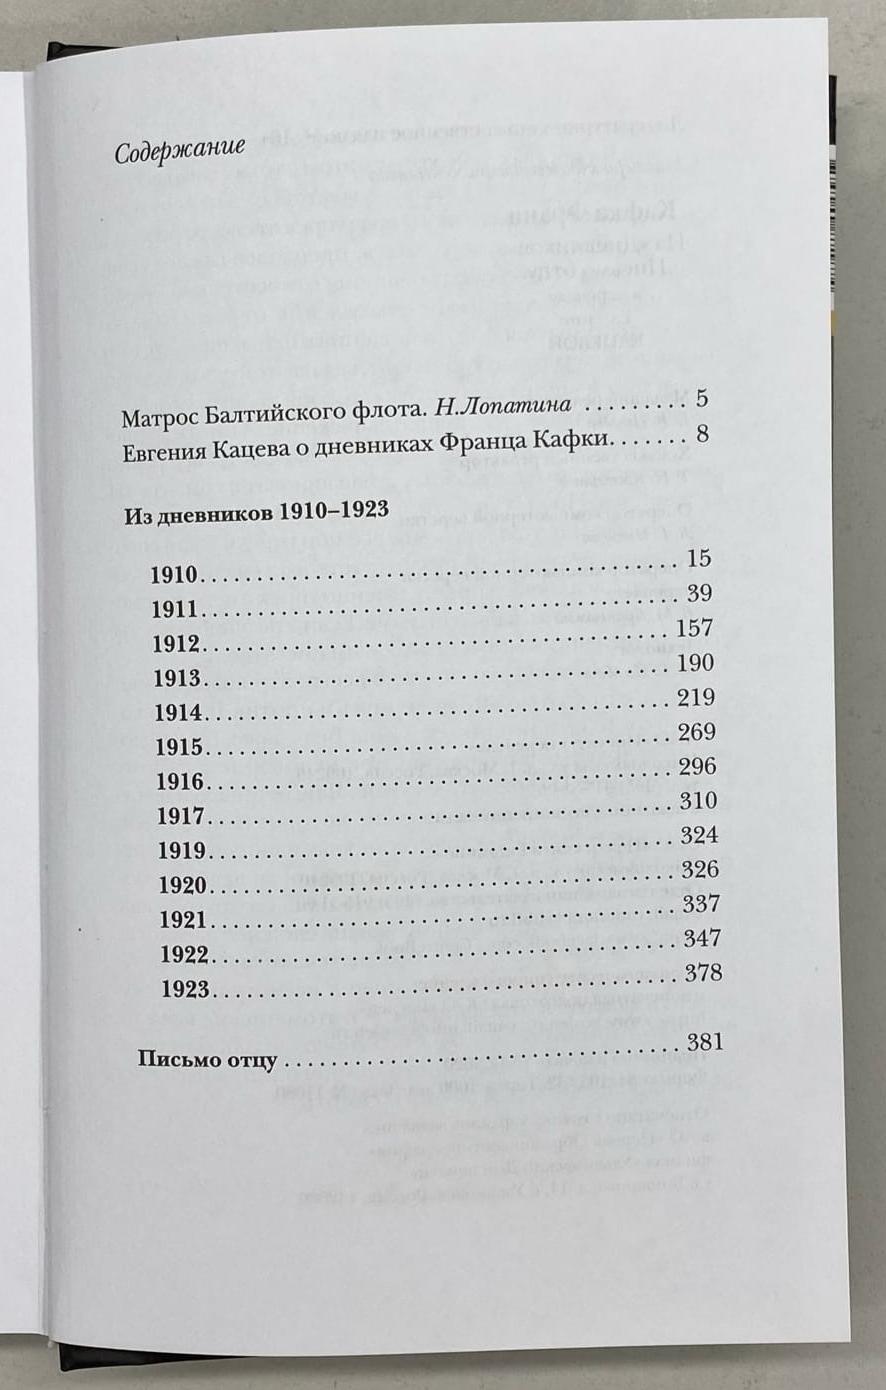 Содержание
Матрос Балтийского флота. Н.Лопатина ......... 5
Евгения Кацева о дневниках Франца Кафки....... 8
Из дневников 1910–1923
1910.......................................... 15
1911.......................................... 39
1912.......................................... 157
1913.......................................... 190
1914.......................................... 219
1915.......................................... 269
1916.......................................... 296
1917.......................................... 310
1919.......................................... 324
1920.......................................... 326
1921.......................................... 337
1922.......................................... 347
1923.......................................... 378
Письмо отцу ................................... 381